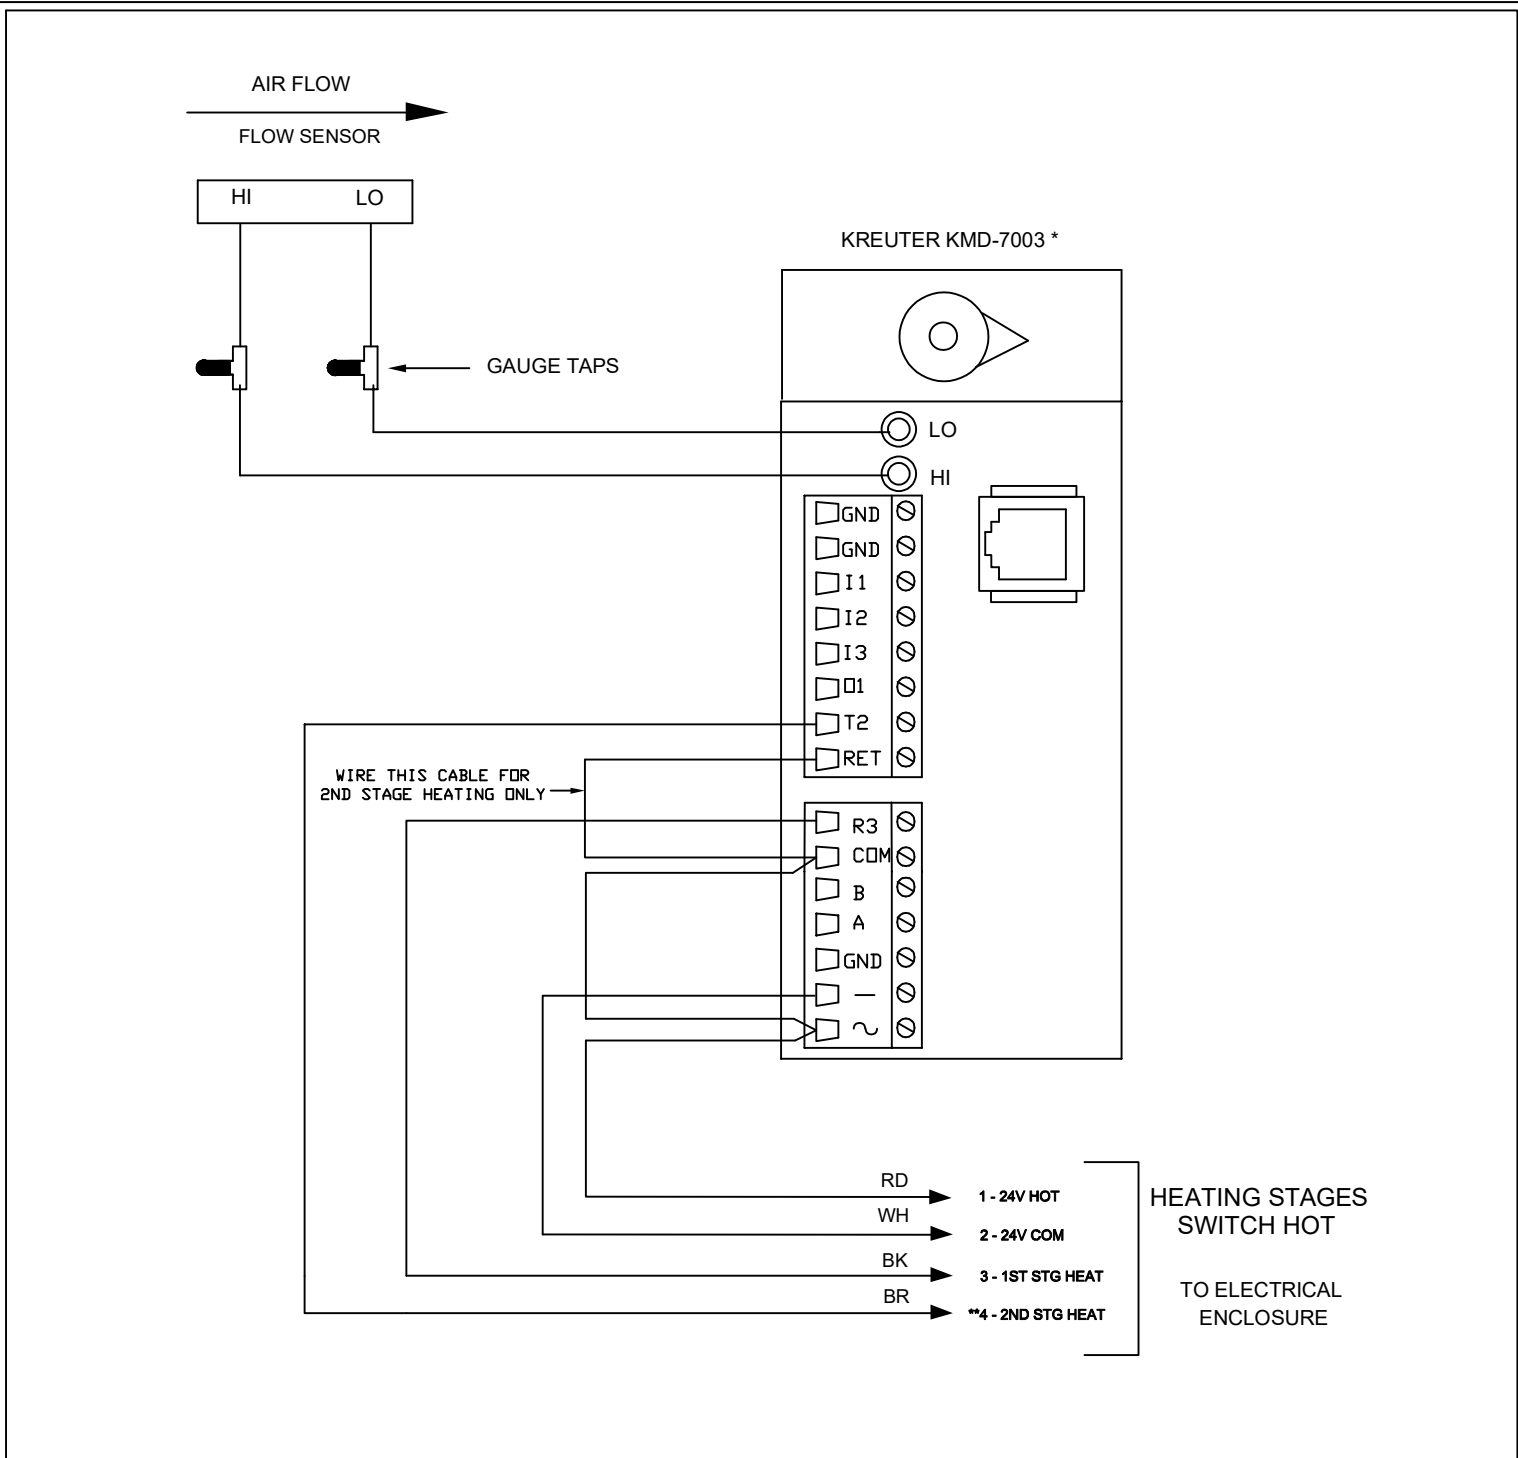 AIR FLOW
FLOW SENSOR
HI LO
KREUTER KMD-7003 *
GAUGE TAPS
LO
HI
GND
GND
I1
I2
I3
O1
T2
RET
WIRE THIS CABLE FOR
2ND STAGE HEATING ONLY
R3
COM
B
A
GND
—
~
RD
1 - 24V HOT
WH
2 - 24V COM
BK
3 - 1ST STG HEAT
BR
**4 - 2ND STG HEAT
HEATING STAGES
SWITCH HOT
TO ELECTRICAL
ENCLOSURE